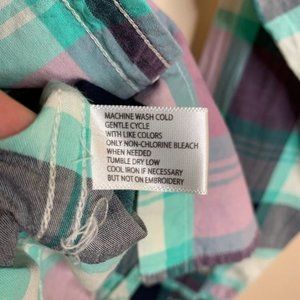 MACHINE WASH COLD
GENTLE CYCLE
WITH LIKE COLORS
ONLY NON-CHLORINE BLEACH
WHEN NEEDED
TUMBLE DRY LOW
COOL IRON IF NECESSARY
BUT NOT ON EMBROIDERY